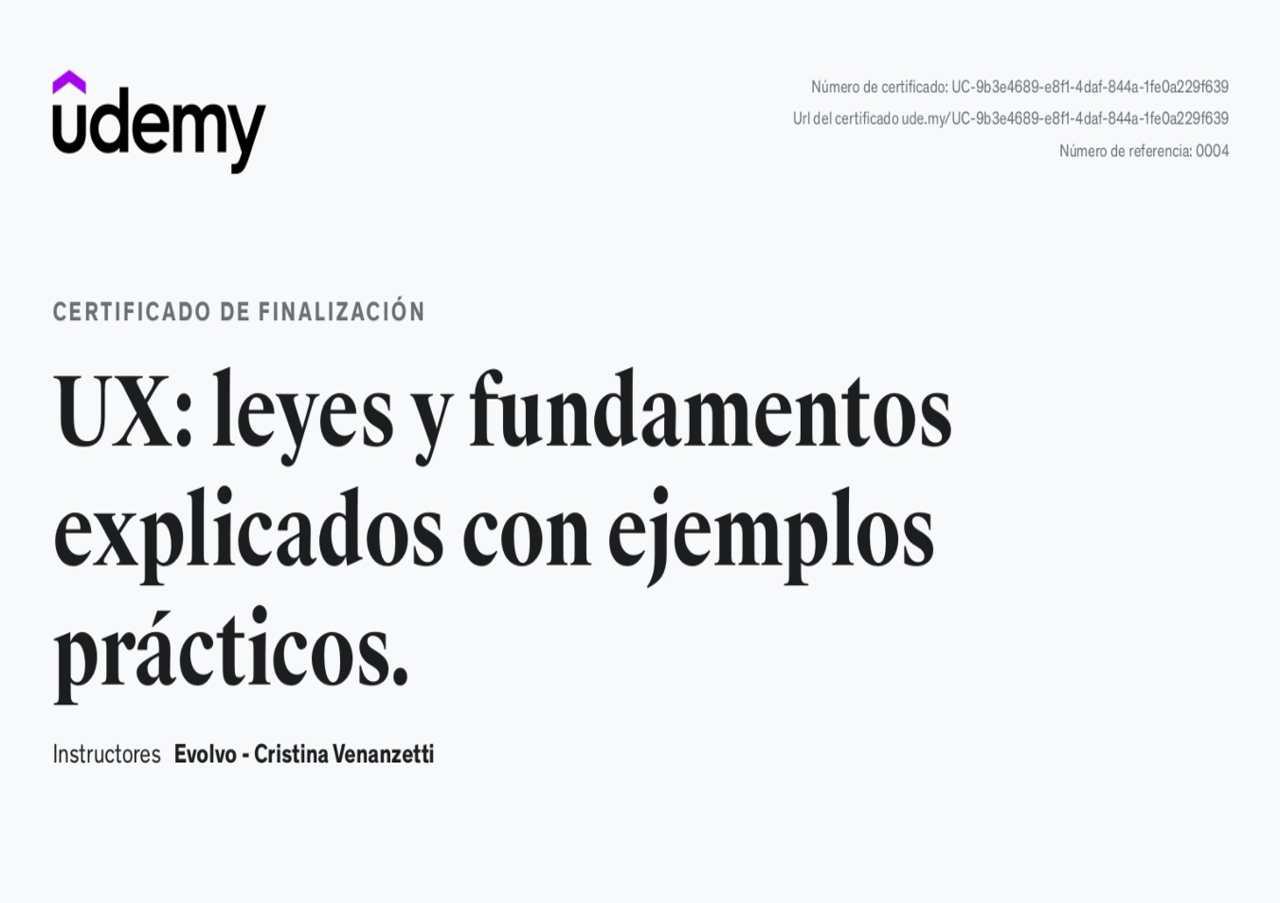 udemy
Número de certificado: UC-9b3e4689-e8f1-4daf-844a-1fe0a229f639
Url del certificado ude.my/UC-9b3e4689-e8f1-4daf-844a-1fe0a229f639
Número de referencia: 0004
CERTIFICADO DE FINALIZACIÓN
UX: leyes y fundamentos
explicados con ejemplos
prácticos.
Instructores Evolvo - Cristina Venanzetti